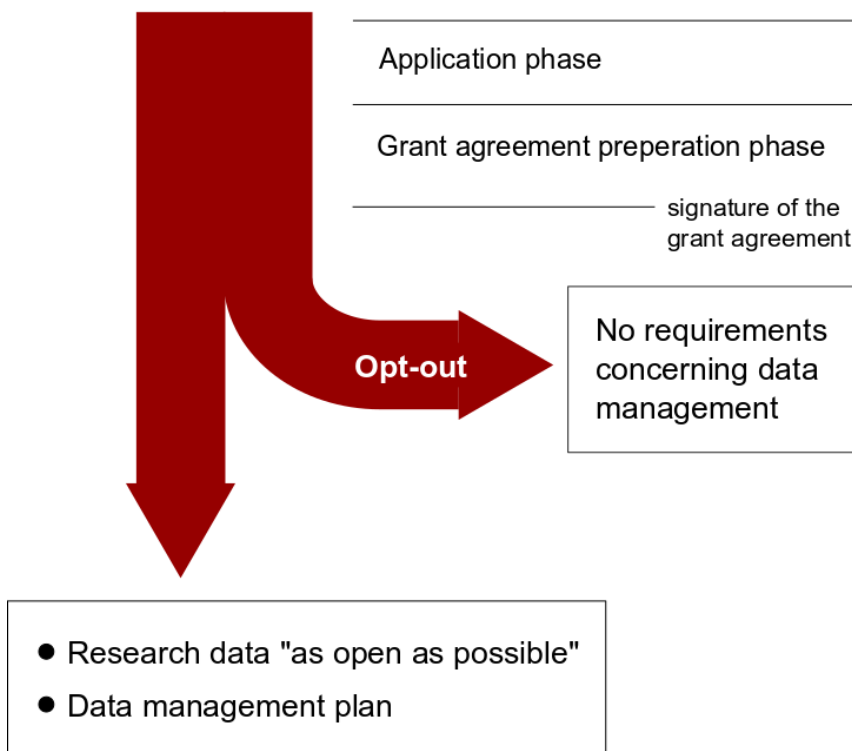 Application phase
Grant agreement preperation phase
signature of the
grant agreement
Opt-out
No requirements
concerning data
management
● Research data "as open as possible"
● Data management plan